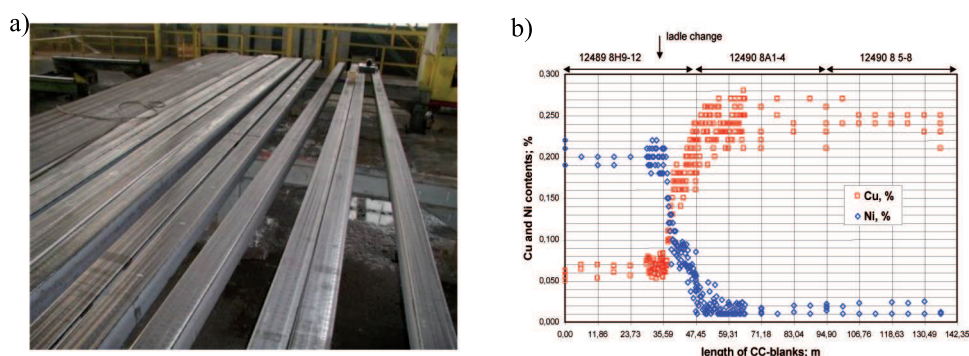 a)
b)
ladle change
12489 8H9-12
12490 8A1-4
12490 8 5-8
Cu and Ni contents; %
0,300
0,250
0,200
0,150
0,100
0,050
0,000
Cu, %
Ni, %
0,00 11,86 23,73 35,59 47,45 59,31 71,18 83,04 94,90 106,76 118,63 130,49 142,35
length of CC-blanks; m